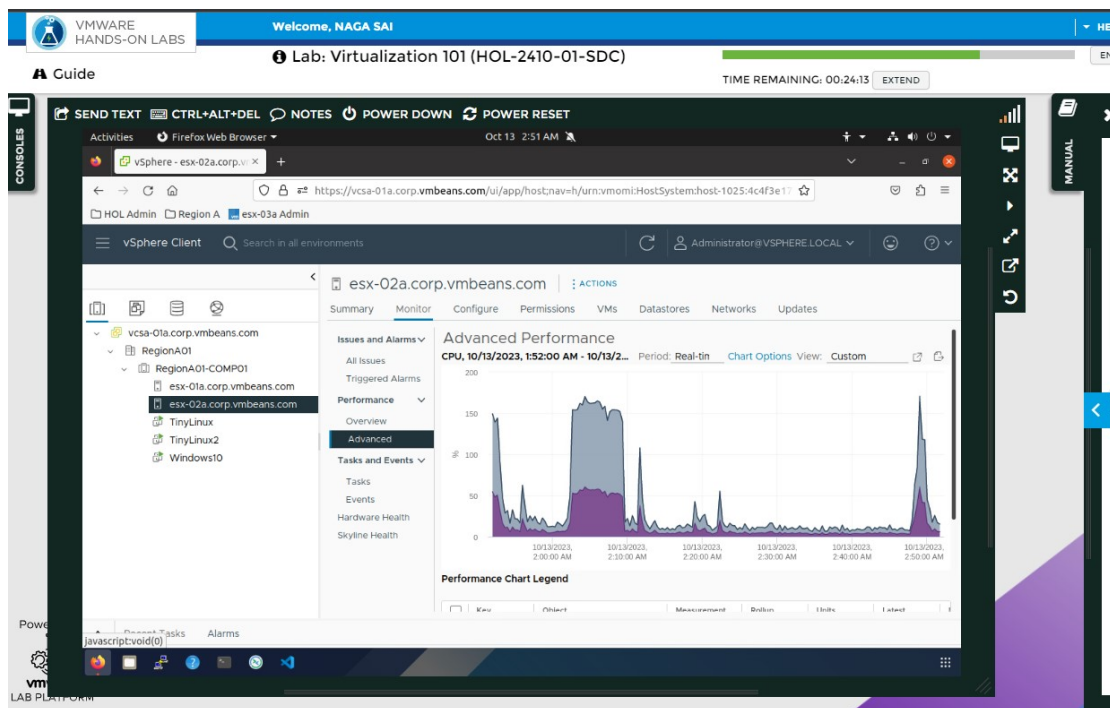 VMWARE
HANDS-ON LABS
Welcome, NAGA SAI
Lab: Virtualization 101 (HOL-2410-01-SDC)
Guide
TIME REMAINING: 00:24:13 EXTEND
CONSOLES
SEND TEXT CTRL+ALT+DEL NOTES POWER DOWN POWER RESET
MANUAL
Activities Firefox Web Browser Oct 13 2:51 AM
vSphere - esx-02a.corp.v
https://vcsa-01a.corp.vmbeans.com/ui/app/host;nav=h/urn:vmomi:HostSystem:host-1025:4c4f3e17
HOL Admin Region A esx-03a Admin
vSphere Client Search in all environments Administrator@VSPHERE.LOCAL
vcsa-01a.corp.vmbeans.com
RegionA01
RegionA01-COMP01
esx-01a.corp.vmbeans.com
esx-02a.corp.vmbeans.com
TinyLinux
TinyLinux2
Windows10
esx-02a.corp.vmbeans.com ACTIONS
Summary Monitor Configure Permissions VMs Datastores Networks Updates
Issues and Alarms
All Issues
Triggered Alarms
Performance
Overview
Advanced
Tasks and Events
Tasks
Events
Hardware Health
Skyline Health
Advanced Performance
CPU, 10/13/2023, 1:52:00 AM - 10/13/2... Period: Real-tin Chart Options View: Custom
200
150
% 100
50
0
10/13/2023, 10/13/2023, 10/13/2023, 10/13/2023, 10/13/2023, 10/13/2023,
2:00:00 AM 2:10:00 AM 2:20:00 AM 2:30:00 AM 2:40:00 AM 2:50:00 AM
Performance Chart Legend
Key Object Measurement Rollup Units Latest
Recent Tasks Alarms
javascript:void(0)
Powe
vm
LAB PLATFORM